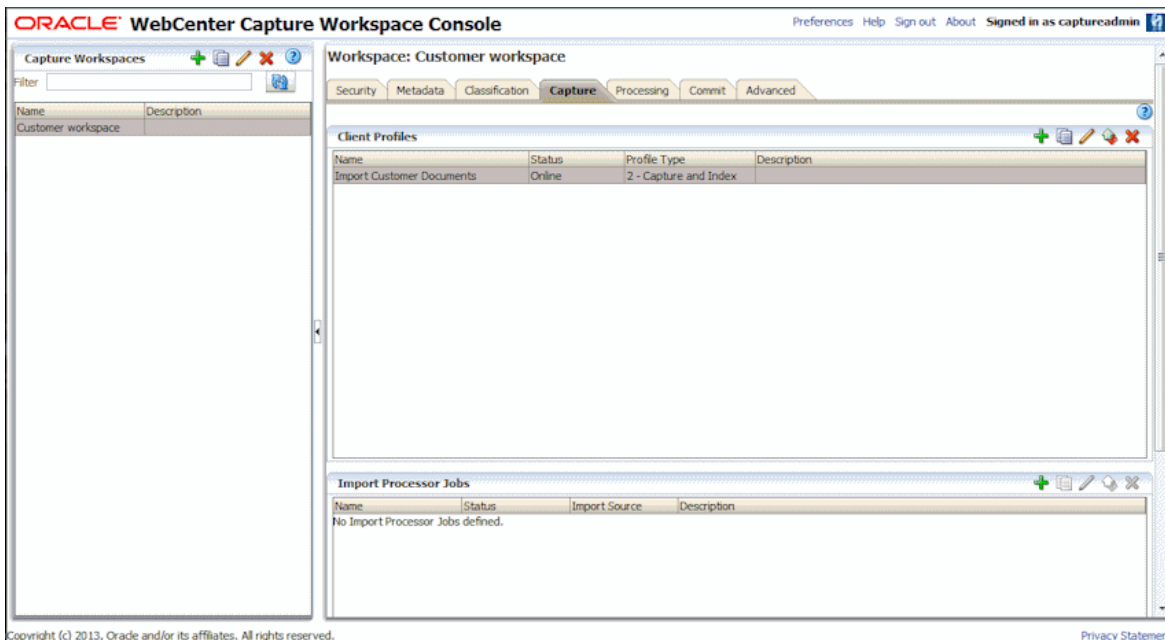 ORACLE WebCenter Capture Workspace Console
Preferences Help Sign out About Signed in as captureadmin
Capture Workspaces
Filter
Name Description
Customer workspace
Workspace: Customer workspace
Security Metadata Classification Capture Processing Commit Advanced
Client Profiles
Name Status Profile Type Description
Import Customer Documents Online 2 - Capture and Index
Import Processor Jobs
Name Status Import Source Description
No Import Processor Jobs defined.
Copyright (c) 2013, Oracle and/or its affiliates. All rights reserved.
Privacy Statemen